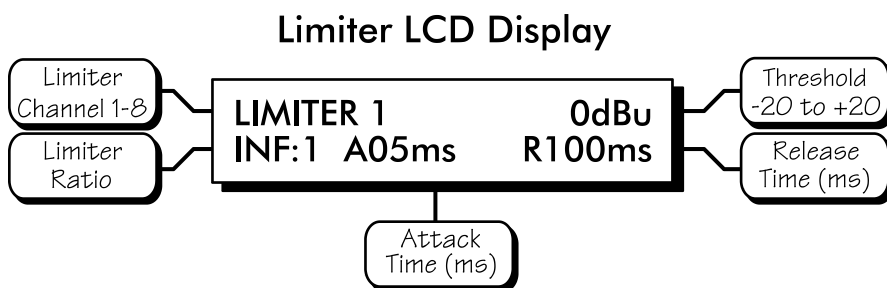 Limiter LCD Display
Limiter
Channel 1-8
Threshold
-20 to +20
LIMITER 1 0dBu
INF:1 A05ms R100ms
Limiter
Ratio
Release
Time (ms)
Attack
Time (ms)